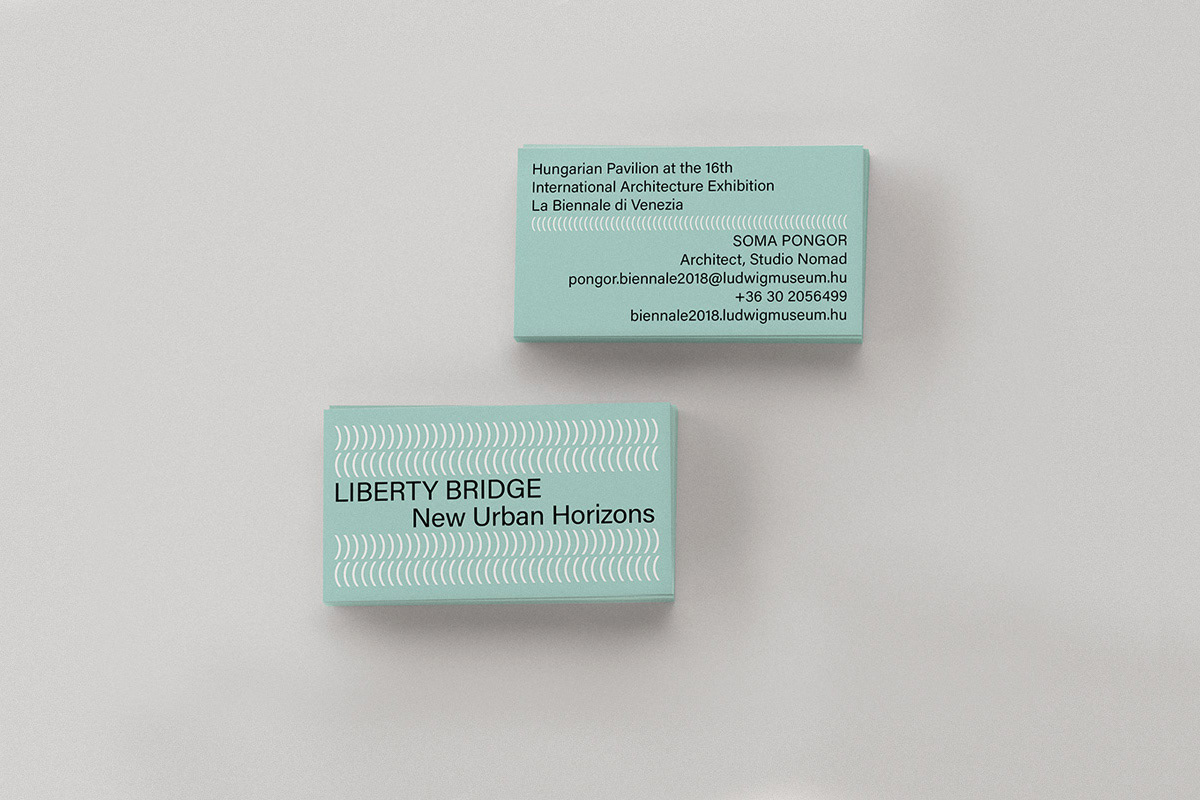 Hungarian Pavilion at the 16th
International Architecture Exhibition
La Biennale di Venezia
SOMA PONGOR
Architect, Studio Nomad
pongor.biennale2018@ludwigmuseum.hu
+36 30 2056499
biennale2018.ludwigmuseum.hu
LIBERTY BRIDGE
New Urban Horizons